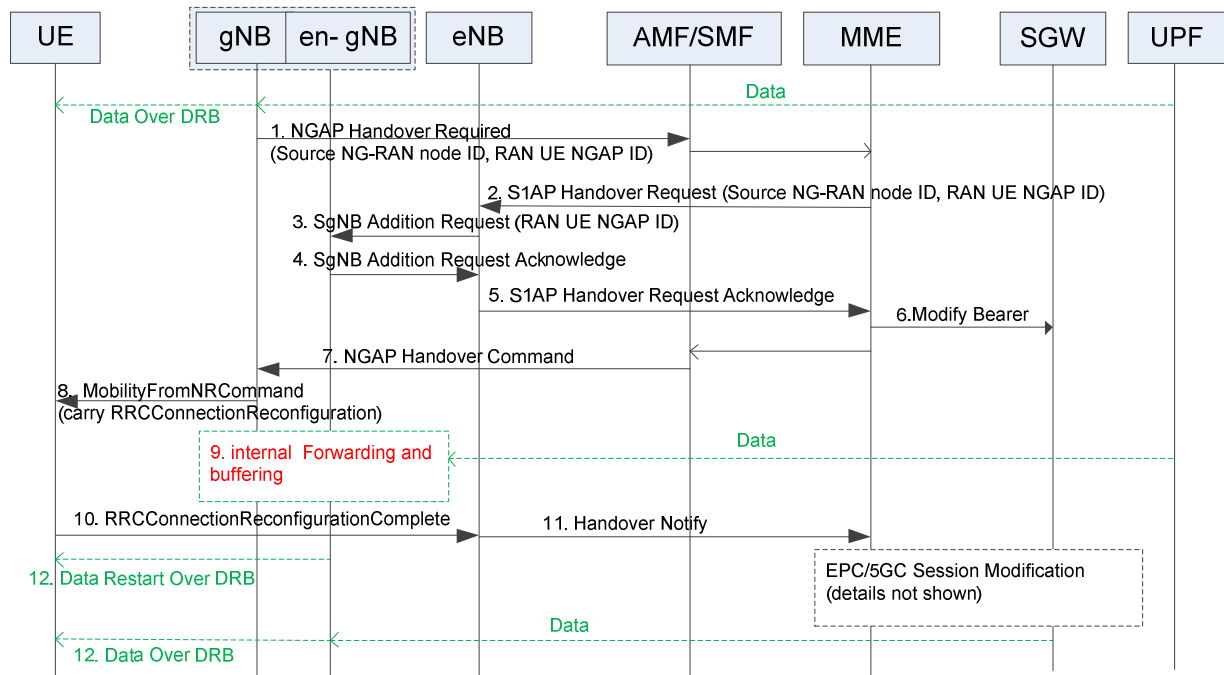 UE
gNB
en- gNB
eNB
AMF/SMF
MME
SGW
UPF
Data
Data Over DRB
1. NGAP Handover Required
(Source NG-RAN node ID, RAN UE NGAP ID)
2. S1AP Handover Request (Source NG-RAN node ID, RAN UE NGAP ID)
3. SgNB Addition Request (RAN UE NGAP ID)
4. SgNB Addition Request Acknowledge
5. S1AP Handover Request Acknowledge
6.Modify Bearer
7. NGAP Handover Command
8. MobilityFromNRCommand
(carry RRCConnectionReconfiguration)
9. internal Forwarding and
buffering
Data
10. RRCConnectionReconfigurationComplete
11. Handover Notify
12. Data Restart Over DRB
EPC/5GC Session Modification
(details not shown)
Data
12. Data Over DRB